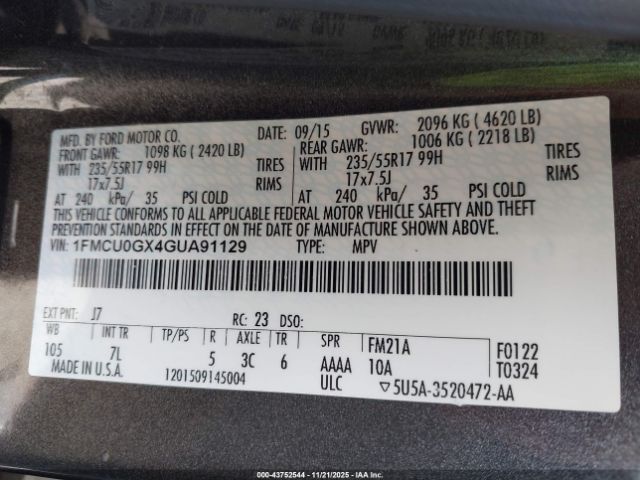 MFD. BY FORD MOTOR CO. DATE: 09/15 GVWR: 2096 KG ( 4620 LB)
FRONT GAWR: 1098 KG ( 2420 LB) REAR GAWR: 1006 KG ( 2218 LB)
WITH 235/55R17 99H TIRES WITH 235/55R17 99H TIRES
17x7.5J RIMS 17x7.5J RIMS
AT 240 kPa/ 35 PSI COLD AT 240 kPa/ 35 PSI COLD
THIS VEHICLE CONFORMS TO ALL APPLICABLE FEDERAL MOTOR VEHICLE SAFETY AND THEFT
PREVENTION STANDARDS IN EFFECT ON THE DATE OF MANUFACTURE SHOWN ABOVE.
VIN: 1FMCU0GX4GUA91129 TYPE: MPV
EXT PNT: J7 RC: 23 DSO:
WB INT TR TP/PS R AXLE TR SPR FM21A F0122
105 7L 5 3C 6 AAAA 10A T0324
MADE IN U.S.A. 1201509145004 ULC ▽5U5A-3520472-AA
000-43752544 - 11/21/2025 - IAAI.COM